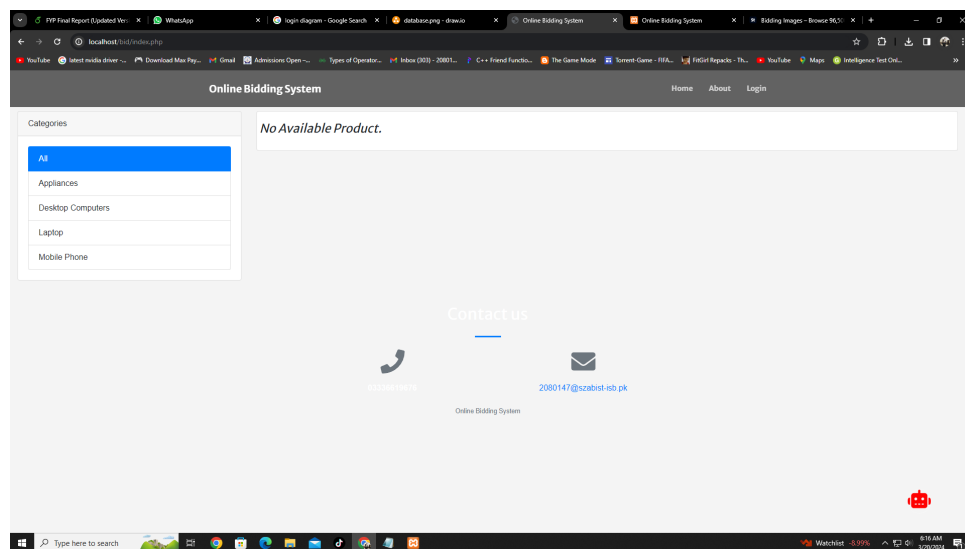 FYP Final Report (Updated Vers
WhatsApp
login diagram - Google Search
database.png - draw.io
Online Bidding System
Online Bidding System
Bidding Images – Browse 96,5
localhost/bid/index.php
YouTube
latest nvidia driver -...
Download Max Pay...
Gmail
Admissions Open –...
Types of Operator...
Inbox (303) - 20801...
C++ Friend Functio...
The Game Mode
Torrent-Game - FIFA...
FitGirl Repacks - Th...
YouTube
Maps
Intelligence Test Onl...
Online Bidding System
Home
About
Login
Categories
All
Appliances
Desktop Computers
Laptop
Mobile Phone
No Available Product.
Contact us
2080147@szabist-isb.pk
Online Bidding System
Type here to search
Watchlist -8.99%
6:16 AM
3/29/2024